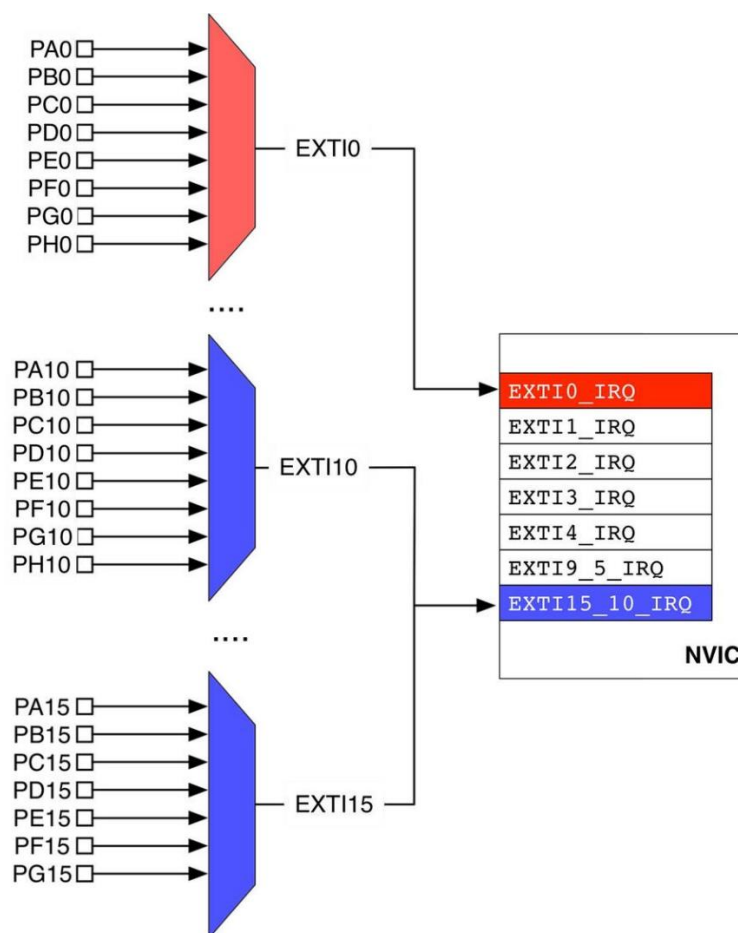 PA0
PB0
PC0
PD0
PE0
PF0
PG0
PH0
EXTI0
....
PA10
PB10
PC10
PD10
PE10
PF10
PG10
PH10
EXTI10
....
PA15
PB15
PC15
PD15
PE15
PF15
PG15
EXTI15
EXTI0_IRQ
EXTI1_IRQ
EXTI2_IRQ
EXTI3_IRQ
EXTI4_IRQ
EXTI9_5_IRQ
EXTI15_10_IRQ
NVIC